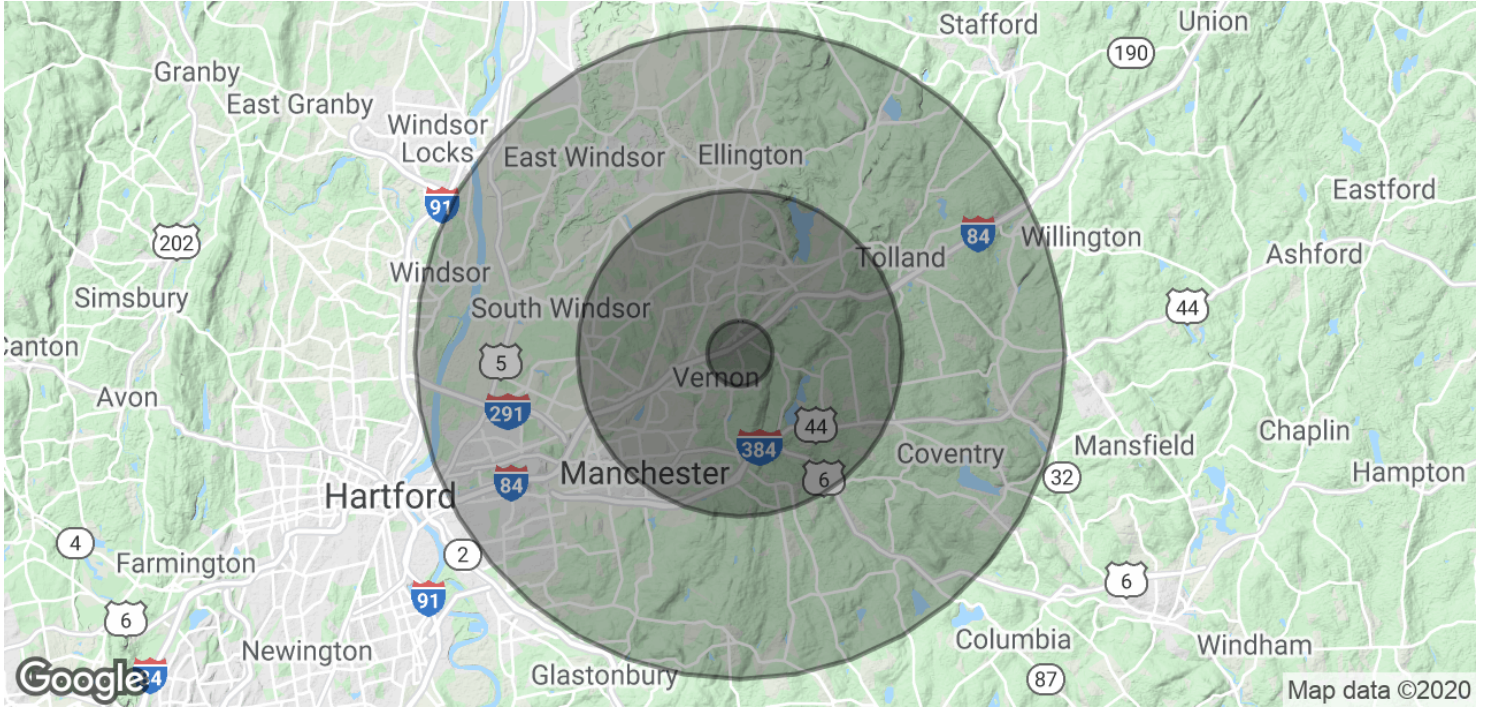 Stafford
Union
190
Granby
East Granby
Windsor
Locks
East Windsor
Ellington
Eastford
91
202
84
Willington
Ashford
Tolland
Windsor
Simsbury
South Windsor
44
Canton
5
Vernon
Avon
291
44
Chaplin
384
Mansfield
Coventry
Manchester
Hampton
6
32
84
Hartford
4
2
Farmington
6
91
6
Columbia
Windham
Newington
Glastonbury
87
84
Google
Map data ©2020